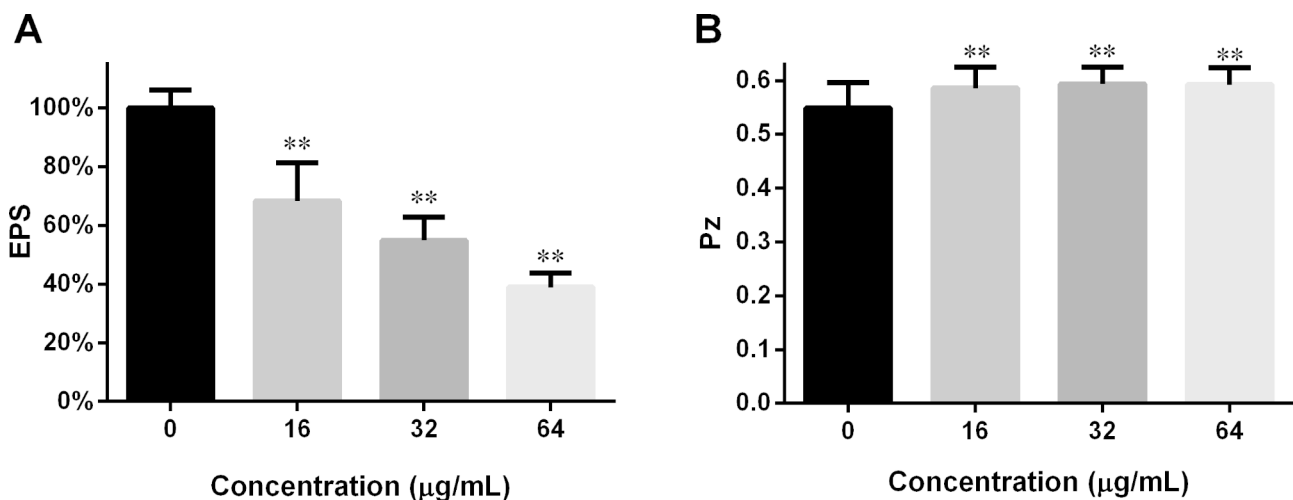 A
EPS
100%
80%
60%
40%
20%
0%
**
**
**
0 16 32 64
Concentration (µg/mL)
B
Pz
0.6
0.5
0.4
0.3
0.2
0.1
0.0
** ** **
0 16 32 64
Concentration (µg/mL)